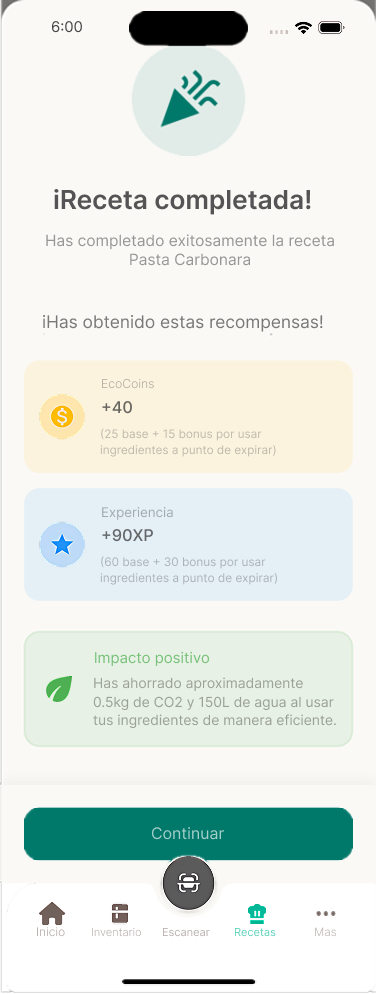 6:00
¡Receta completada!
Has completado exitosamente la receta
Pasta Carbonara
¡Has obtenido estas recompensas!
EcoCoins
+40
(25 base + 15 bonus por usar
ingredientes a punto de expirar)
Experiencia
+90XP
(60 base + 30 bonus por usar
ingredientes a punto de expirar)
Impacto positivo
Has ahorrado aproximadamente
0.5kg de CO2 y 150L de agua al usar
tus ingredientes de manera eficiente.
Continuar
Inicio
Inventario
Escanear
Recetas
Mas